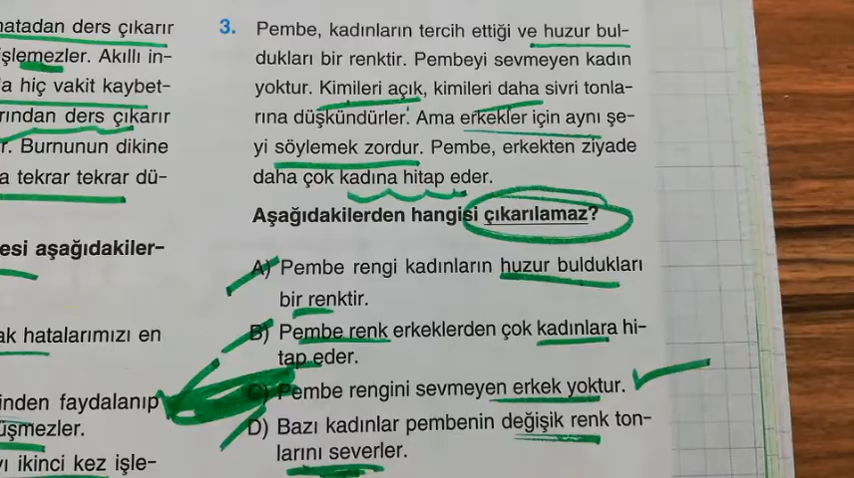 atadan ders çıkarır
şlemezler. Akıllı in-
a hiç vakit kaybet-
rından ders çıkarır
r. Burnunun dikine
a tekrar tekrar dü-
esi aşağıdakiler-
ak hatalarımızı en
inden faydalanıp
üşmezler.
ı ikinci kez işle-
3. Pembe, kadınların tercih ettiği ve huzur bul-
dukları bir renktir. Pembeyi sevmeyen kadın
yoktur. Kimileri açık, kimileri daha sivri tonla-
rına düşkündürler. Ama erkekler için aynı şe-
yi söylemek zordur. Pembe, erkekten ziyade
daha çok kadına hitap eder.
Aşağıdakilerden hangisi çıkarılamaz?
A) Pembe rengi kadınların huzur buldukları
bir renktir.
B) Pembe renk erkeklerden çok kadınlara hi-
tap eder.
C) Pembe rengini sevmeyen erkek yoktur.
D) Bazı kadınlar pembenin değişik renk ton-
larını severler.